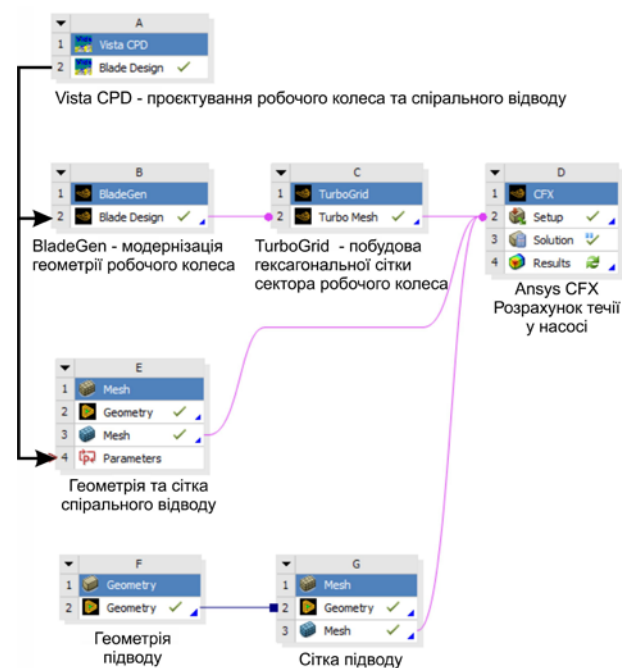 A
1 Vista CPD
2 Blade Design
Vista CPD - проєктування робочого колеса та спірального відводу
B
1 BladeGen
2 Blade Design
BladeGen - модернізація
геометрії робочого колеса
C
1 TurboGrid
2 Turbo Mesh
TurboGrid - побудова
гексагональної сітки
сектора робочого колеса
D
1 CFX
2 Setup
3 Solution
4 Results
Ansys CFX
Розрахунок течії
у насосі
E
1 Mesh
2 Geometry
3 Mesh
4 Parameters
Геометрія та сітка
спірального відводу
F
1 Geometry
2 Geometry
Геометрія
підводу
G
1 Mesh
2 Geometry
3 Mesh
Сітка підводу